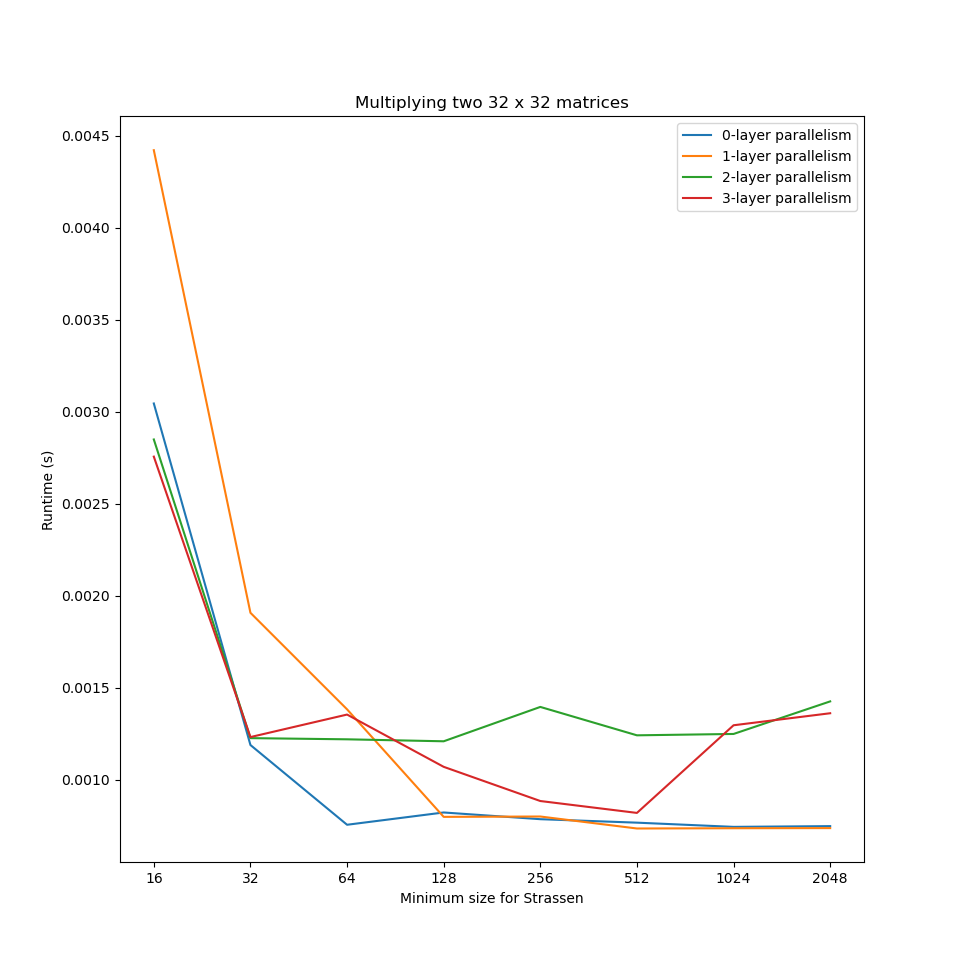 Multiplying two 32 x 32 matrices
0-layer parallelism
1-layer parallelism
2-layer parallelism
3-layer parallelism
0.0045
0.0040
0.0035
0.0030
0.0025
0.0020
0.0015
0.0010
Runtime (s)
16 32 64 128 256 512 1024 2048
Minimum size for Strassen